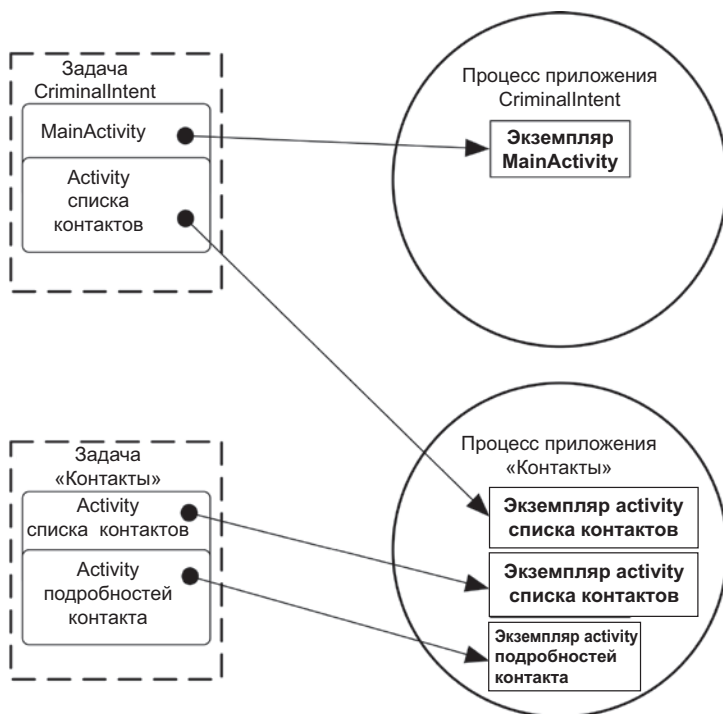 Задача
CriminalIntent
MainActivity
Activity
списка
контактов
Процесс приложения
CriminalIntent
Экземпляр
MainActivity
Задача
«Контакты»
Activity
списка контактов
Activity
подробностей
контакта
Процесс приложения
«Контакты»
Экземпляр activity
списка контактов
Экземпляр activity
списка контактов
Экземпляр activity
подробностей
контакта